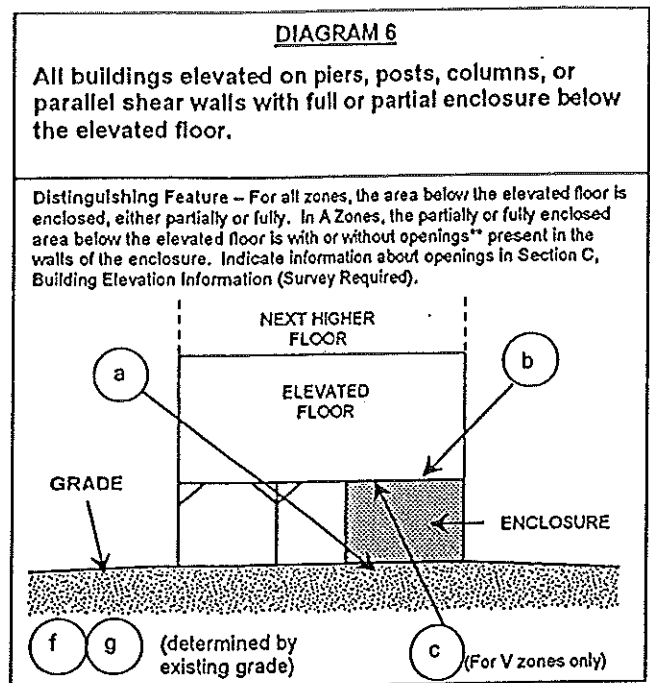 DIAGRAM 6
All buildings elevated on piers, posts, columns, or
parallel shear walls with full or partial enclosure below
the elevated floor.
Distinguishing Feature – For all zones, the area below the elevated floor is
enclosed, either partially or fully. In A Zones, the partially or fully enclosed
area below the elevated floor is with or without openings** present in the
walls of the enclosure. Indicate information about openings in Section C,
Building Elevation Information (Survey Required).
NEXT HIGHER
FLOOR
a
b
ELEVATED
FLOOR
GRADE
ENCLOSURE
f g (determined by
existing grade)
c (For V zones only)